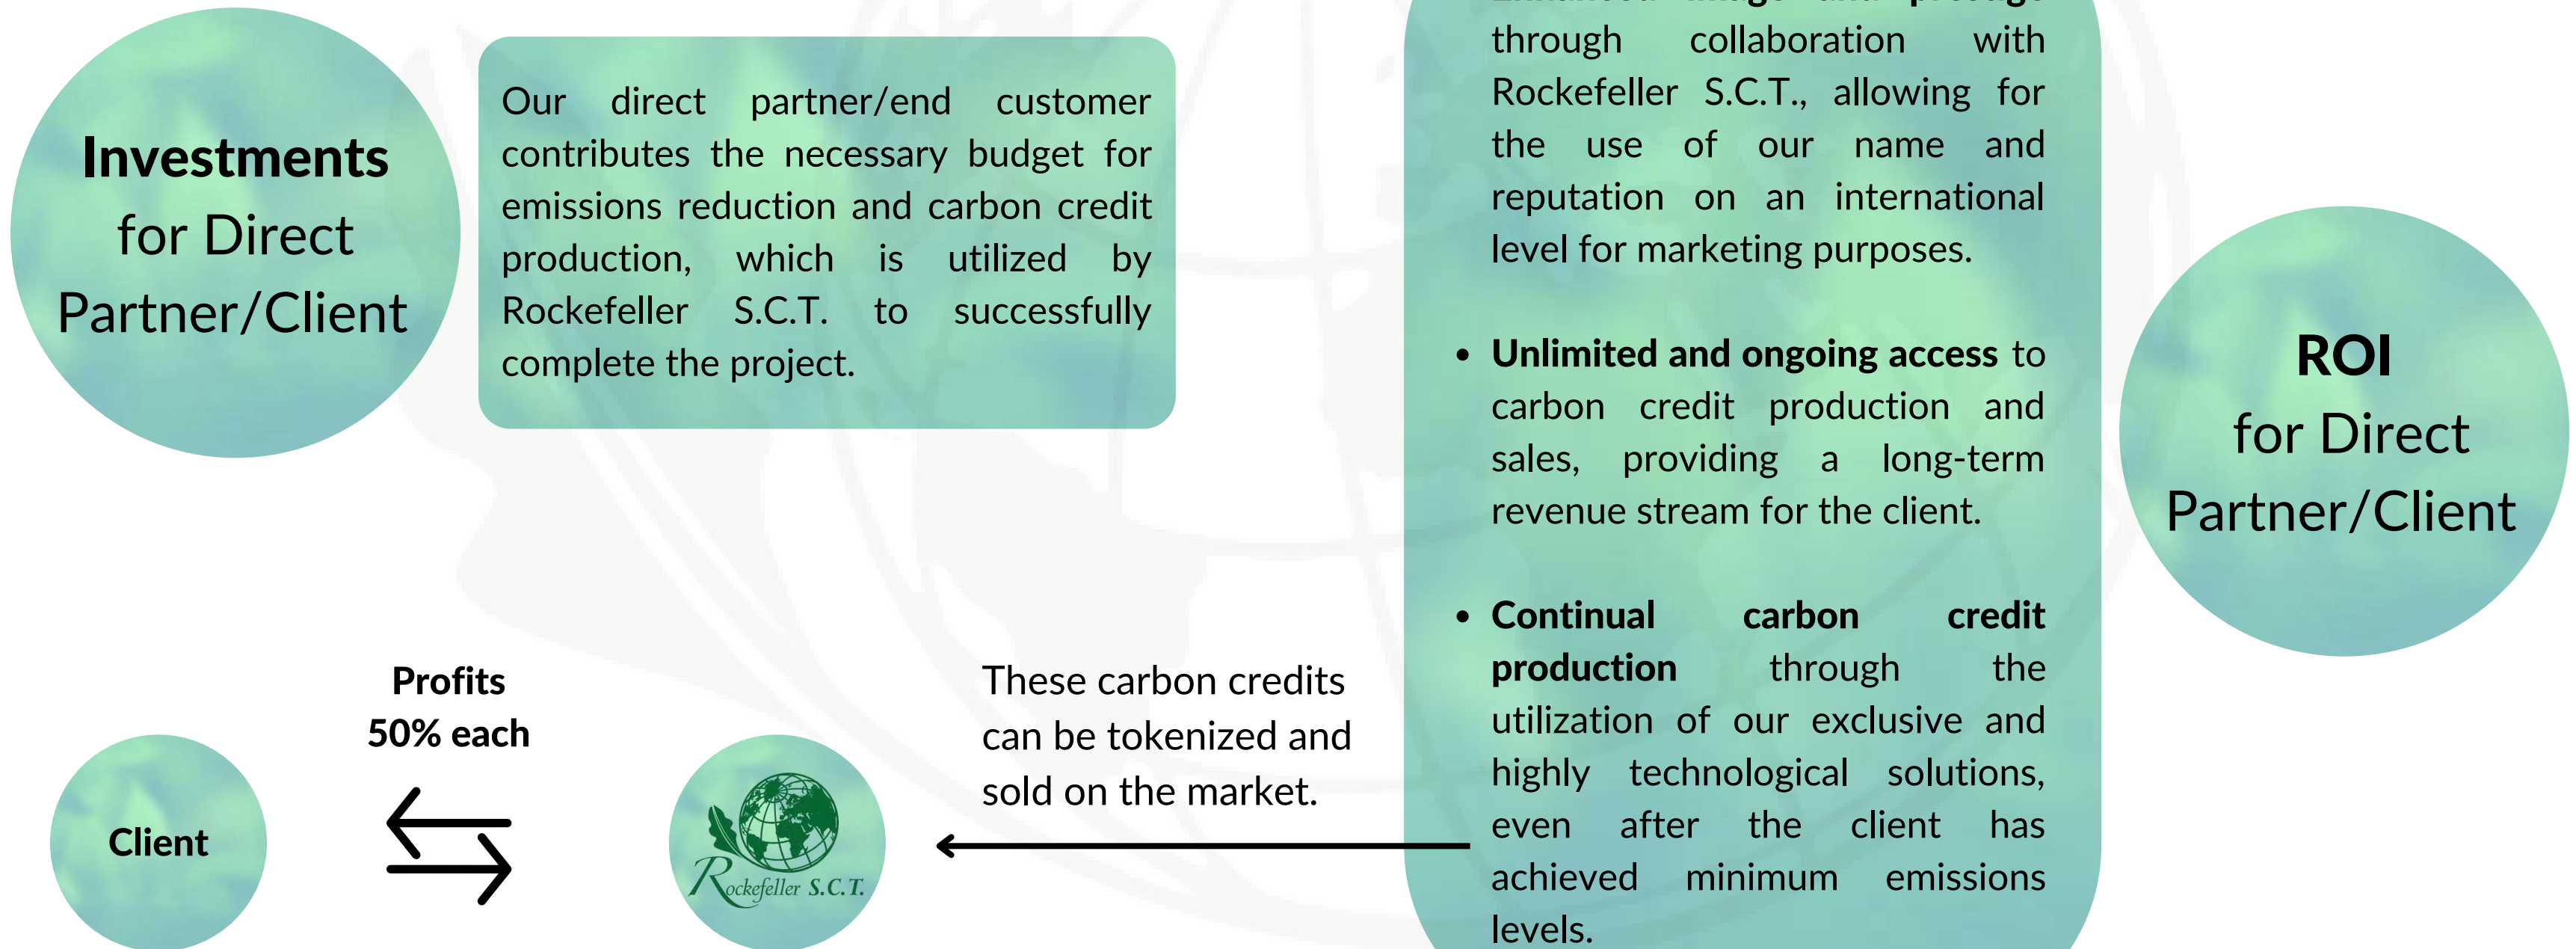 Investments
for Direct
Partner/Client
Our direct partner/end customer
contributes the necessary budget for
emissions reduction and carbon credit
production, which is utilized by
Rockefeller S.C.T. to successfully
complete the project.
Enhanced image and prestige
through collaboration with
Rockefeller S.C.T., allowing for
the use of our name and
reputation on an international
level for marketing purposes.
• Unlimited and ongoing access to
carbon credit production and
sales, providing a long-term
revenue stream for the client.
• Continual carbon credit
production through the
utilization of our exclusive and
highly technological solutions,
even after the client has
achieved minimum emissions
levels.
ROI
for Direct
Partner/Client
These carbon credits
can be tokenized and
sold on the market.
Profits
50% each
Client
Rockefeller S.C.T.